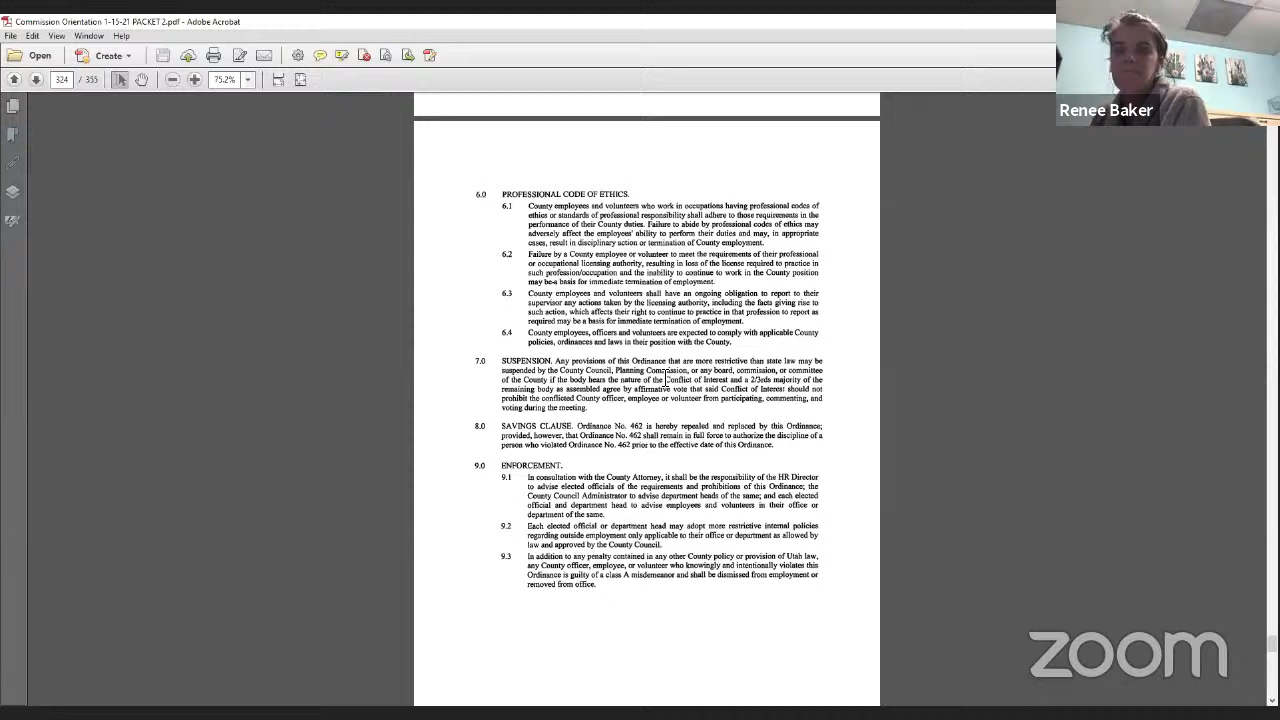 Commission Orientation 1-15-21 PACKET 2.pdf - Adobe Acrobat
File Edit View Window Help
Open Create
324 / 355 75.2%
Renee Baker
6.0 PROFESSIONAL CODE OF ETHICS.
6.1 County employees and volunteers who work in occupations having professional codes of
ethics or standards of professional responsibility shall adhere to those requirements in the
performance of their County duties. Failure to abide by professional codes of ethics may
adversely affect the employees' ability to perform their duties and may, in appropriate
cases, result in disciplinary action or termination of County employment.
6.2 Failure by a County employee or volunteer to meet the requirements of their professional
or occupational licensing authority, resulting in loss of the license required to practice in
such profession/occupation and the inability to continue to work in the County position
may be a basis for immediate termination of employment.
6.3 County employees and volunteers shall have an ongoing obligation to report to their
supervisor any actions taken by the licensing authority, including the facts giving rise to
such action, which affects their right to continue to practice in that profession to report as
required may be a basis for immediate termination of employment.
6.4 County employees, officers and volunteers are expected to comply with applicable County
policies, ordinances and laws in their position with the County.
7.0 SUSPENSION. Any provisions of this Ordinance that are more restrictive than state law may be
suspended by the County Council, Planning Commission, or any board, commission, or committee
of the County if the body hears the nature of the Conflict of Interest and a 2/3rds majority of the
remaining body as assembled agree by affirmative vote that said Conflict of Interest should not
prohibit the conflicted County officer, employee or volunteer from participating, commenting, and
voting during the meeting.
8.0 SAVINGS CLAUSE. Ordinance No. 462 is hereby repealed and replaced by this Ordinance;
provided, however, that Ordinance No. 462 shall remain in full force to authorize the discipline of a
person who violated Ordinance No. 462 prior to the effective date of this Ordinance.
9.0 ENFORCEMENT.
9.1 In consultation with the County Attorney, it shall be the responsibility of the HR Director
to advise elected officials of the requirements and prohibitions of this Ordinance; the
County Council Administrator to advise department heads of the same; and each elected
official and department head to advise employees and volunteers in their office or
department of the same.
9.2 Each elected official or department head may adopt more restrictive internal policies
regarding outside employment only applicable to their office or department as allowed by
law and approved by the County Council.
9.3 In addition to any penalty contained in any other County policy or provision of Utah law,
any County officer, employee, or volunteer who knowingly and intentionally violates this
Ordinance is guilty of a class A misdemeanor and shall be dismissed from employment or
removed from office.
zoom